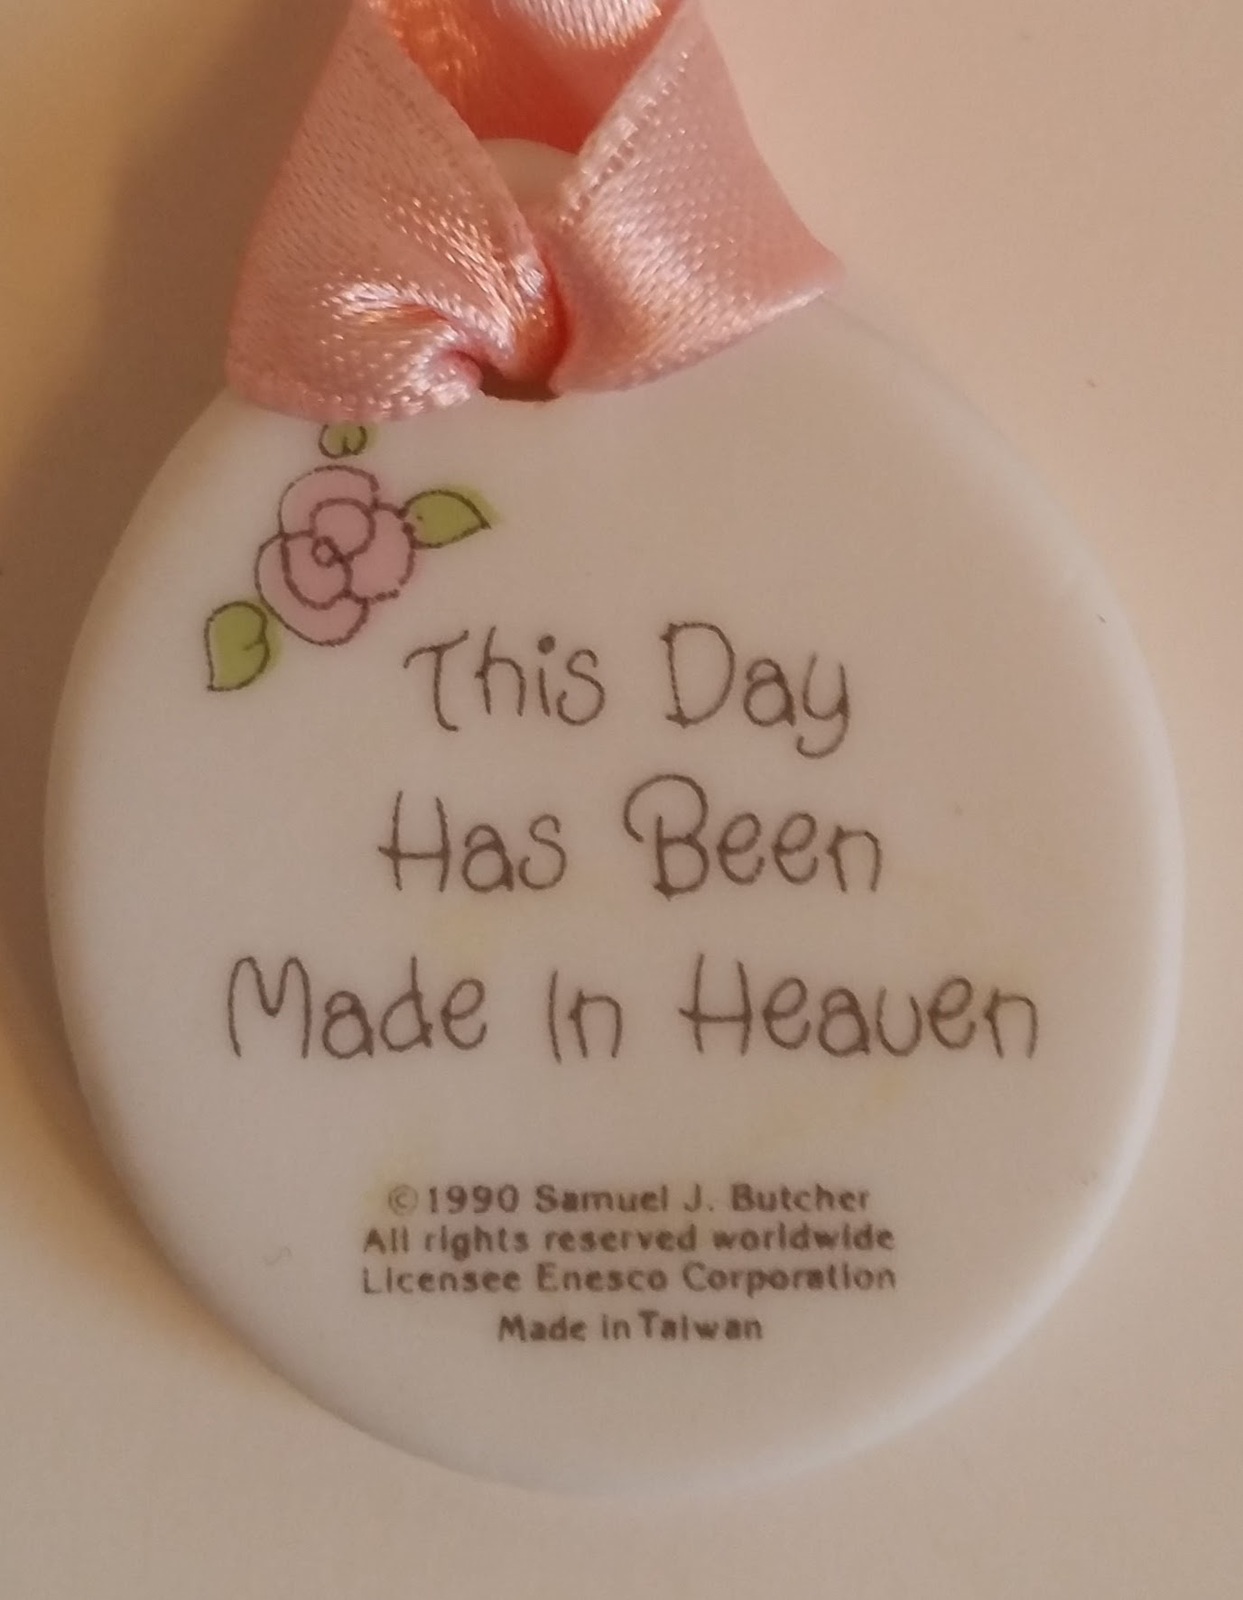 This Day
Has Been
Made In Heaven
©1990 Samuel J. Butcher
All rights reserved worldwide
Licensee Enesco Corporation
Made in Taiwan